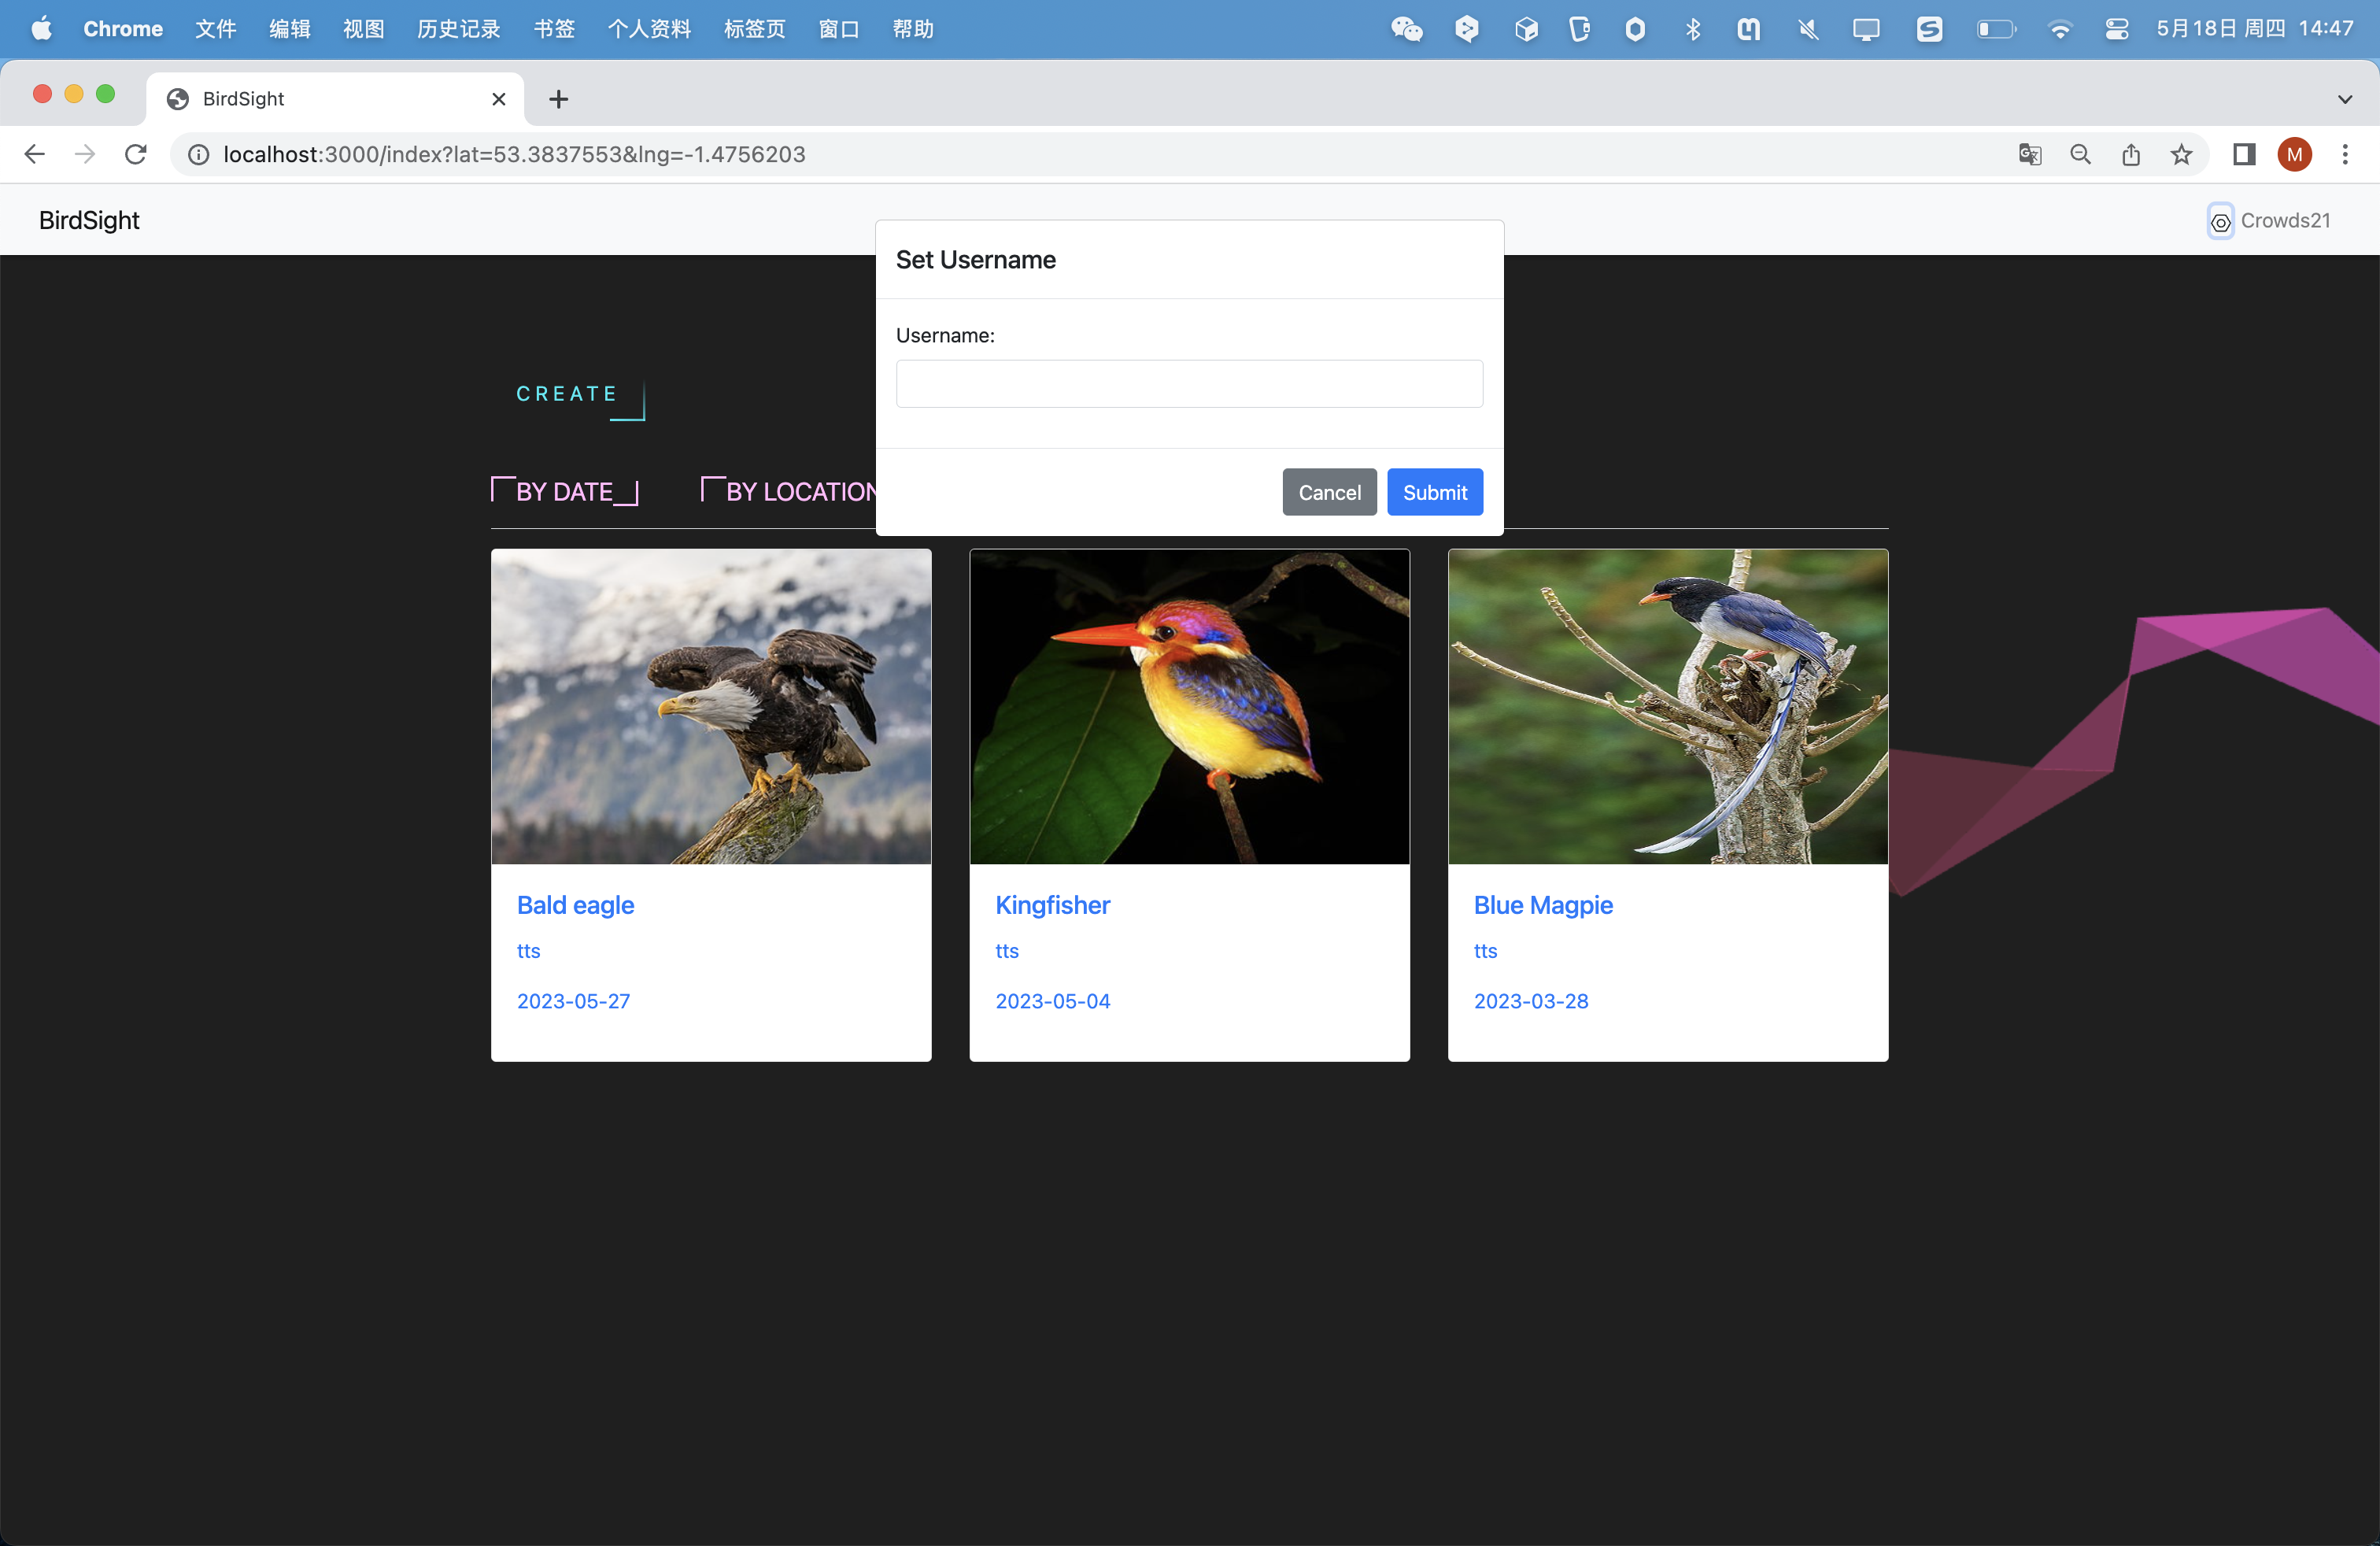 Chrome 文件 编辑 视图 历史记录 书签 个人资料 标签页 窗口 帮助 5月18日 周四 14:47
BirdSight
localhost:3000/index?lat=53.3837553&lng=-1.4756203
M
BirdSight
Crowds21
Set Username
Username:
Cancel Submit
CREATE
BY DATE BY LOCATION
Bald eagle
tts
2023-05-27
Kingfisher
tts
2023-05-04
Blue Magpie
tts
2023-03-28